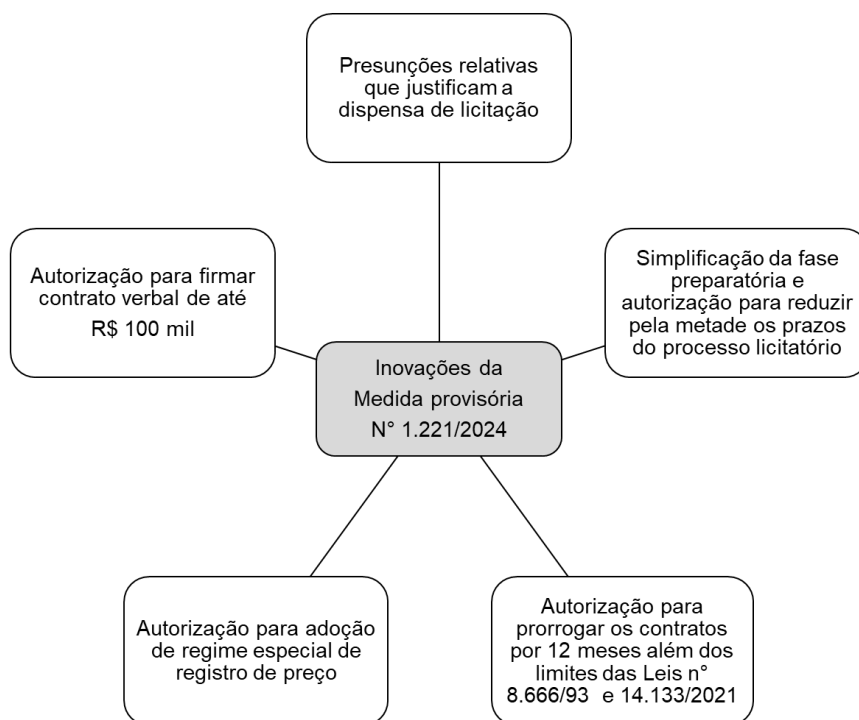 Presunções relativas
que justificam a
dispensa de licitação
Autorização para firmar
contrato verbal de até
R$ 100 mil
Simplificação da fase
preparatória e
autorização para reduzir
pela metade os prazos
do processo licitatório
Inovações da
Medida provisória
N° 1.221/2024
Autorização para adoção
de regime especial de
registro de preço
Autorização para
prorrogar os contratos
por 12 meses além dos
limites das Leis n°
8.666/93 e 14.133/2021